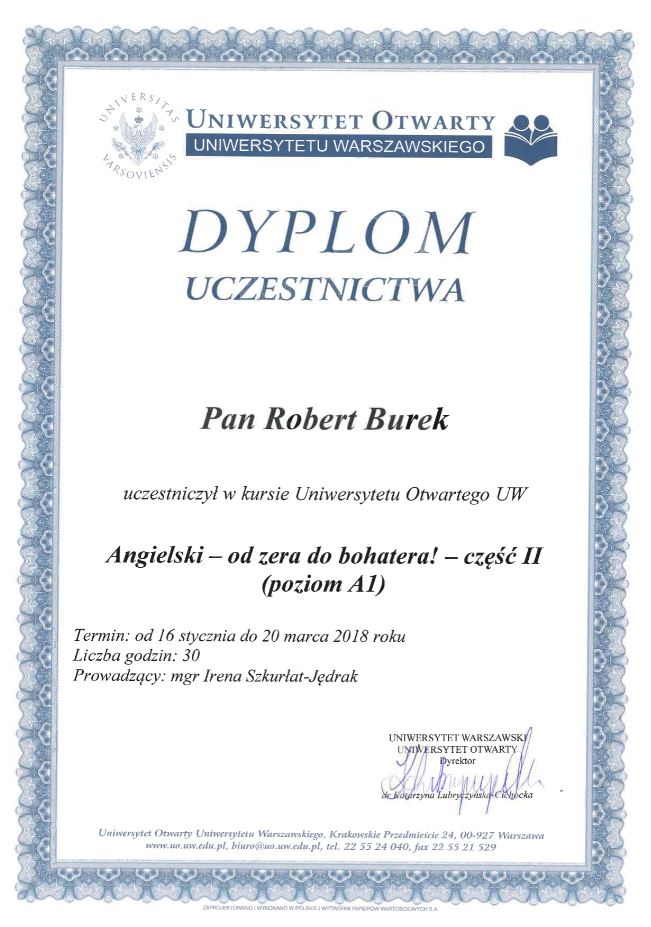 UNIVERSITAS
VARSOVIENSIS
UNIWERSYTET OTWARTY
UNIWERSYTETU WARSZAWSKIEGO
DYPLOM
UCZESTNICTWA
Pan Robert Burek
uczestniczył w kursie Uniwersytetu Otwartego UW
Angielski – od zera do bohatera! – część II
(poziom A1)
Termin: od 16 stycznia do 20 marca 2018 roku
Liczba godzin: 30
Prowadzący: mgr Irena Szkurłat-Jędrak
UNIWERSYTET WARSZAWSKI
UNIWERSYTET OTWARTY
Dyrektor
dr Katarzyna Lubryczyńska-Cichocka
Uniwersytet Otwarty Uniwersytetu Warszawskiego, Krakowskie Przedmieście 24, 00-927 Warszawa
www.uo.uw.edu.pl, biuro@uo.uw.edu.pl, tel. 22 55 24 040, fax 22 55 21 529
ZAPROJEKTOWANO I WYKONANO W POLSKIEJ WYTWÓRNI PAPIERÓW WARTOŚCIOWYCH S.A.